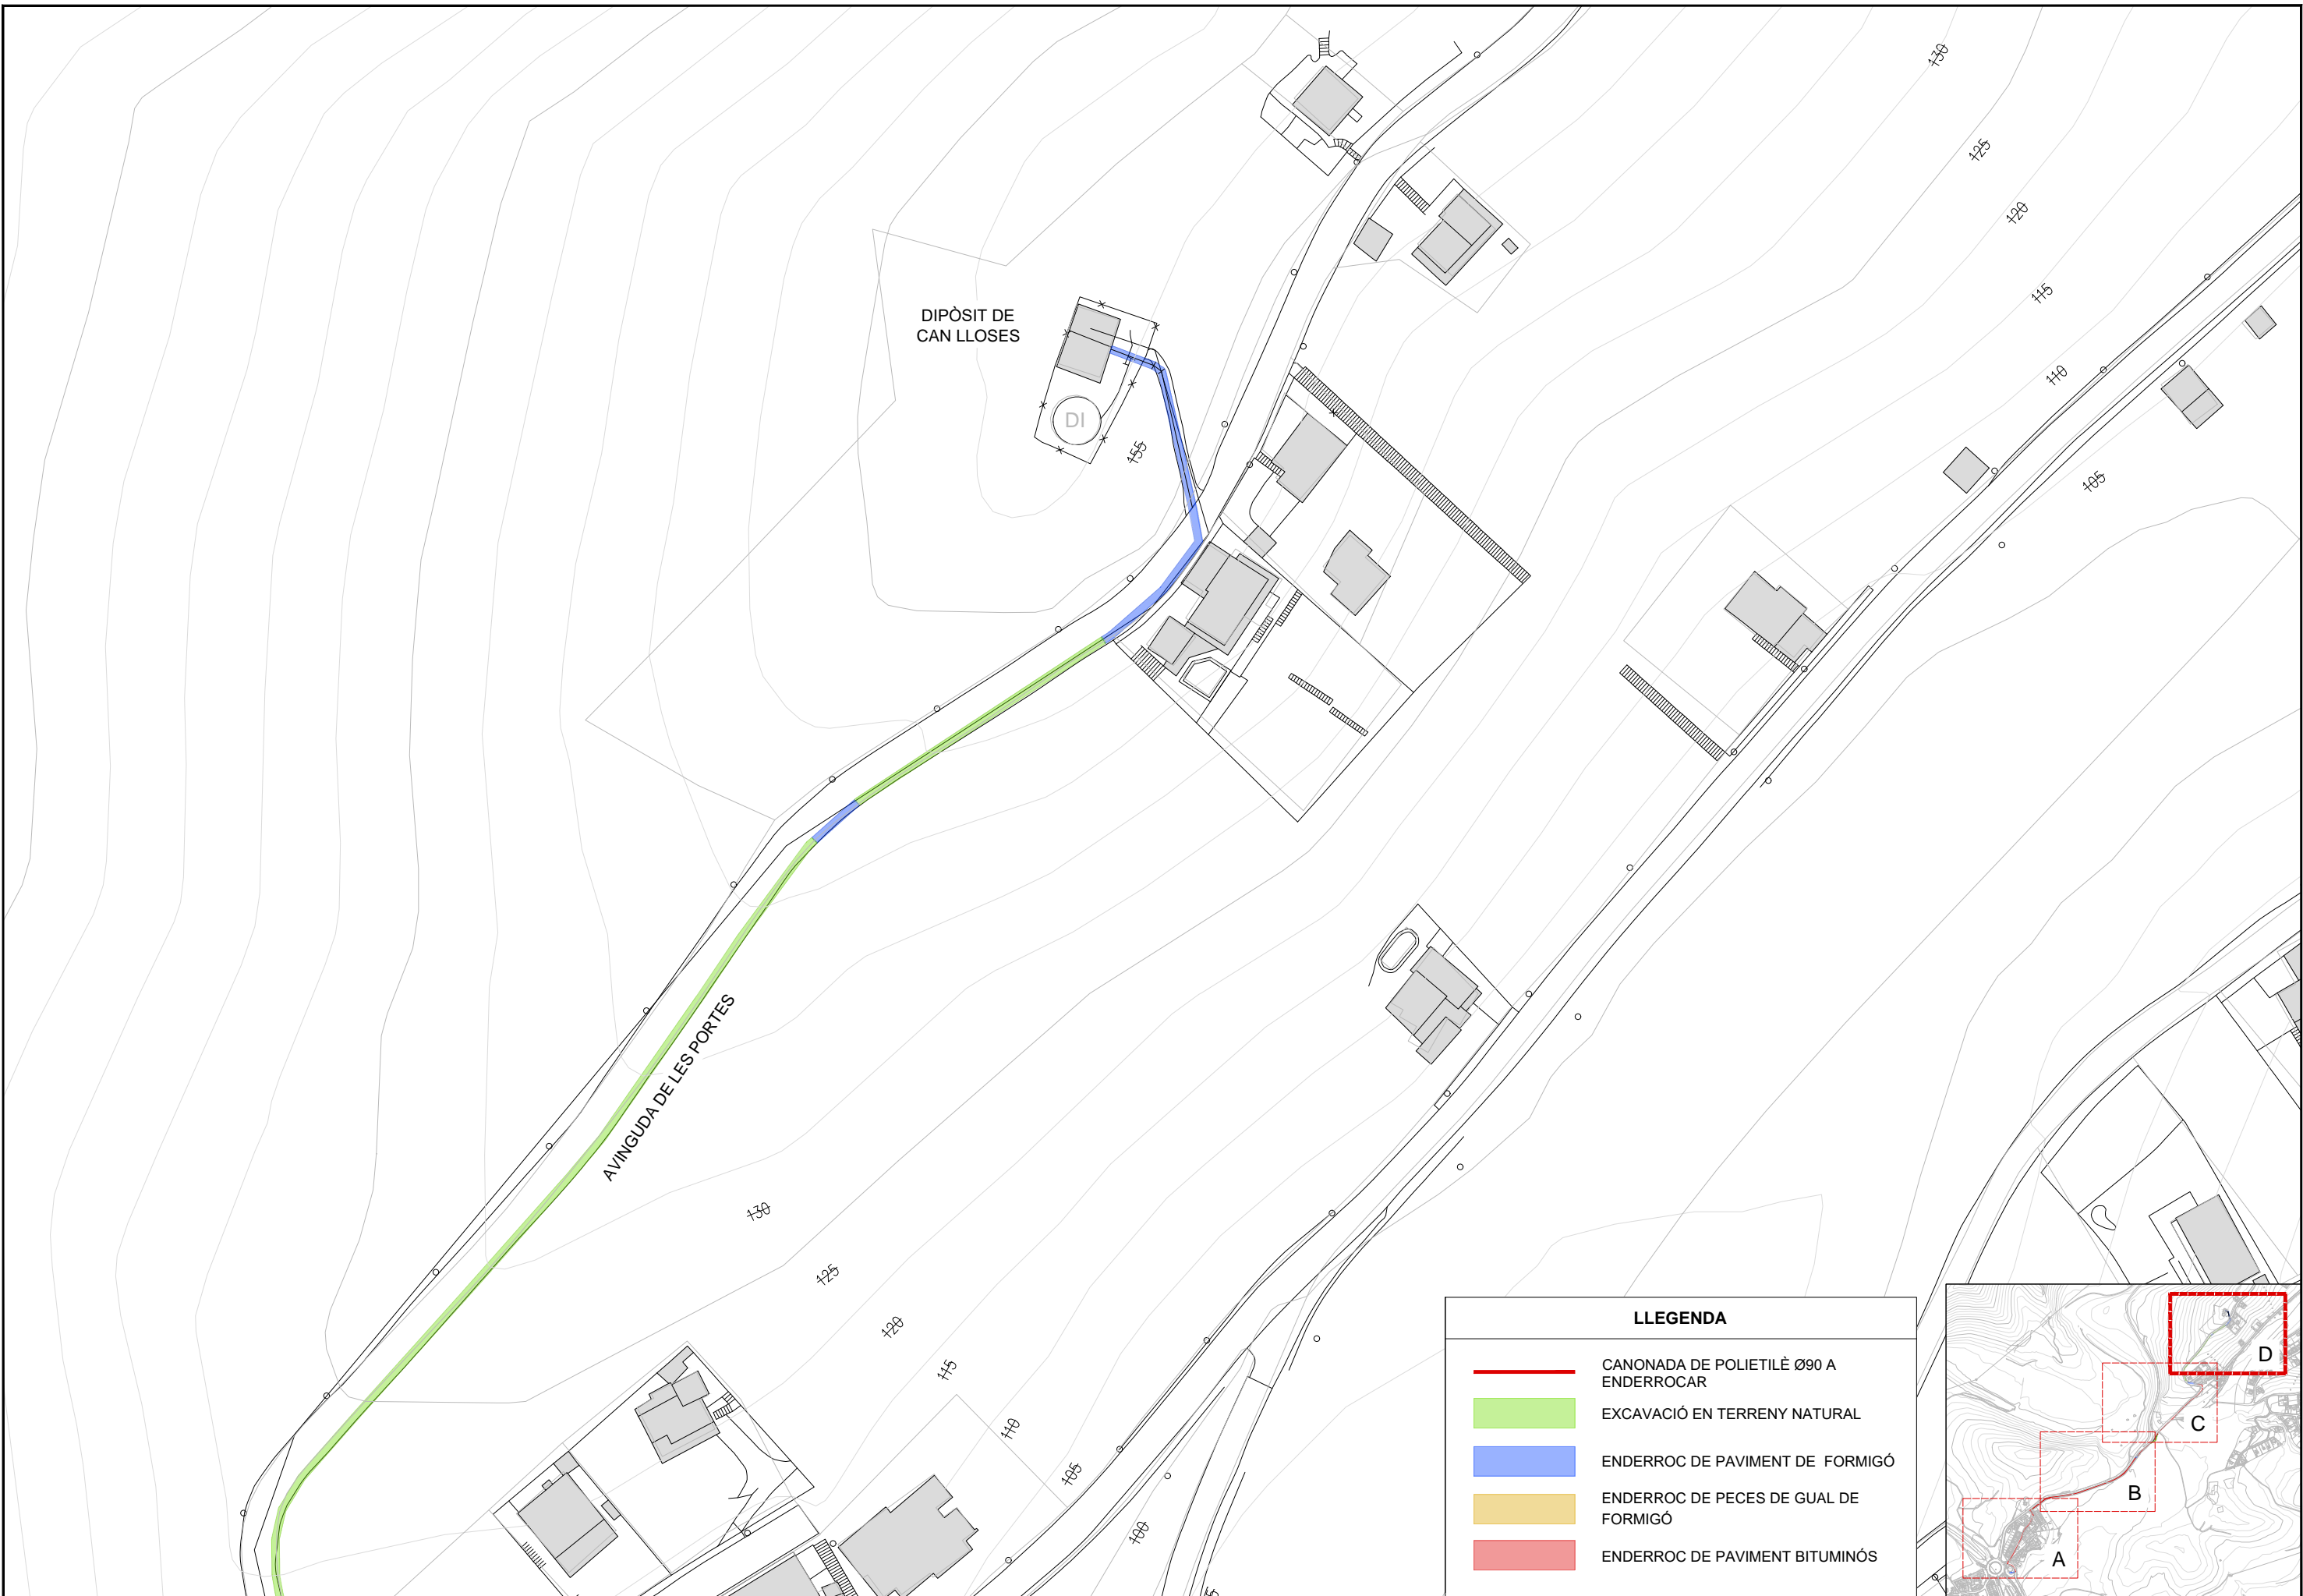 130
125
120
115
110
105
DIPÒSIT DE
CAN LLOSES
DI
155
AVINGUDA DE LES PORTES
130
125
120
115
110
105
100
LLEGENDA
CANONADA DE POLIETILÈ Ø90 A
ENDERROCAR
EXCAVACIÓ EN TERRENY NATURAL
ENDERROC DE PAVIMENT DE FORMIGÓ
ENDERROC DE PECES DE GUAL DE
FORMIGÓ
ENDERROC DE PAVIMENT BITUMINÓS
D
C
B
A